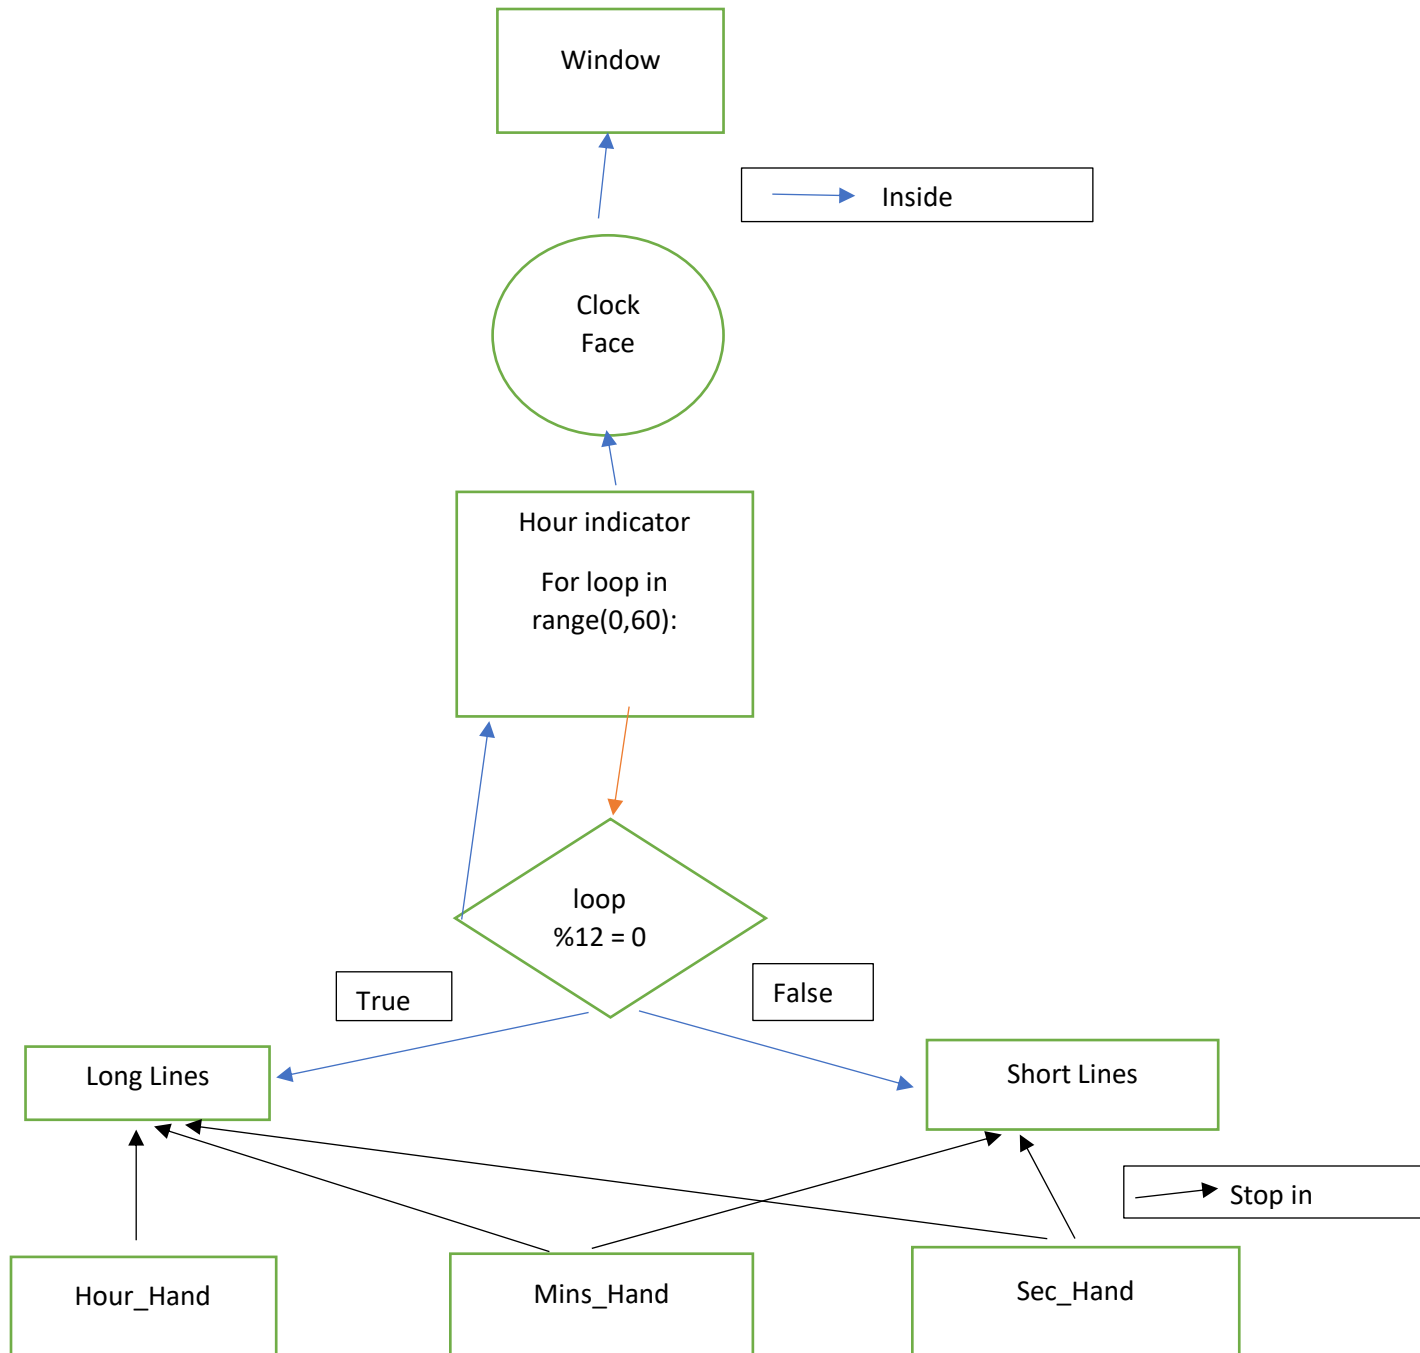 Window
Inside
Clock
Face
Hour indicator
For loop in
range(0,60):
loop
%12 = 0
True
False
Long Lines
Short Lines
Stop in
Hour_Hand
Mins_Hand
Sec_Hand